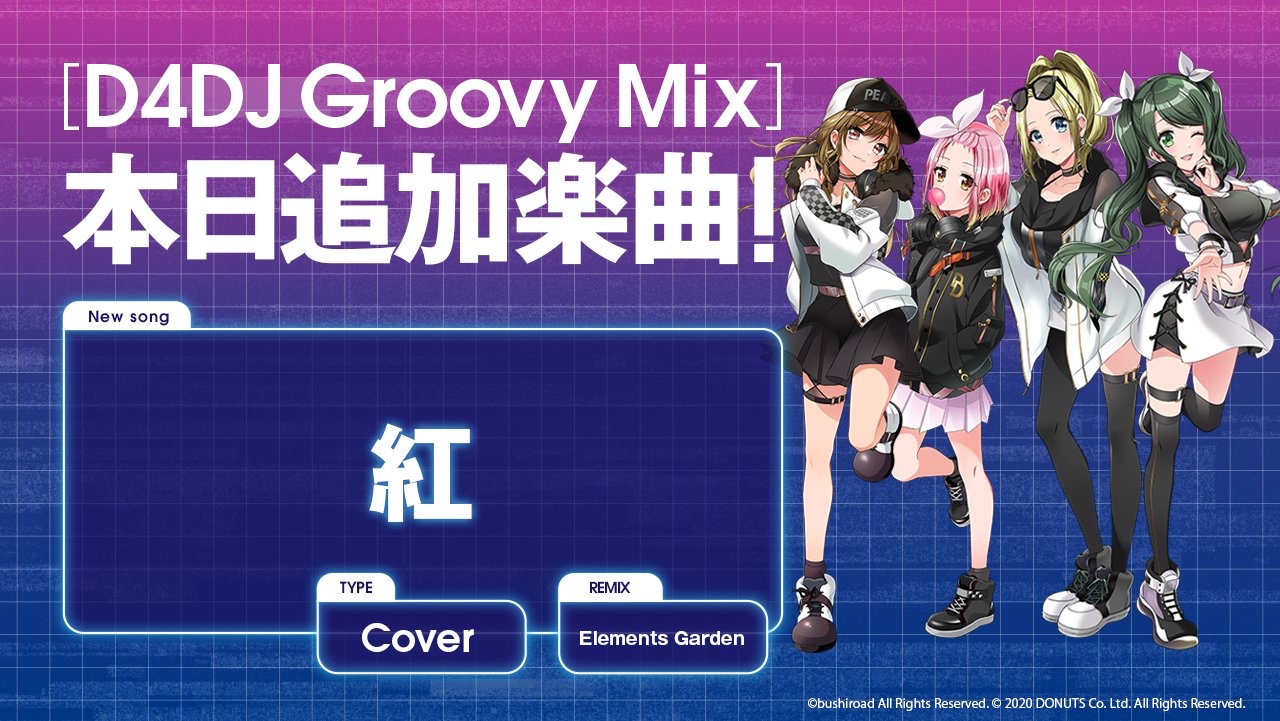 [D4DJ Groovy Mix]
本日追加楽曲!
New song
紅
TYPE
Cover
REMIX
Elements Garden
©bushiroad All Rights Reserved. © 2020 DONUTS Co. Ltd. All Rights Reserved.